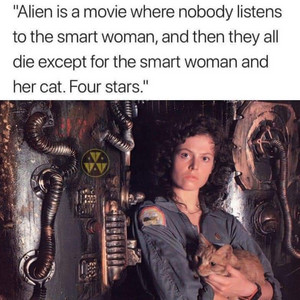 "Alien is a movie where nobody listens
to the smart woman, and then they all
die except for the smart woman and
her cat. Four stars."